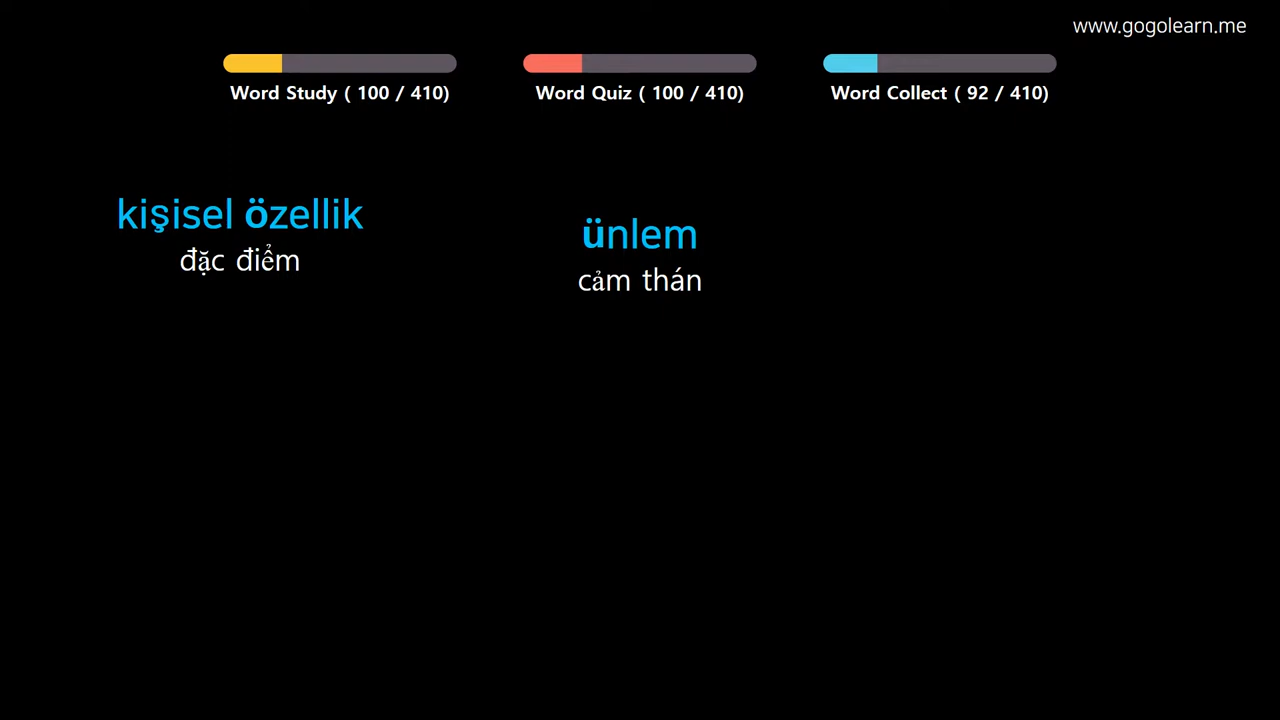 www.gogolearn.me
Word Study ( 100 / 410)
Word Quiz ( 100 / 410)
Word Collect ( 92 / 410)
kişisel özellik
đặc điểm
ünlem
cảm thán